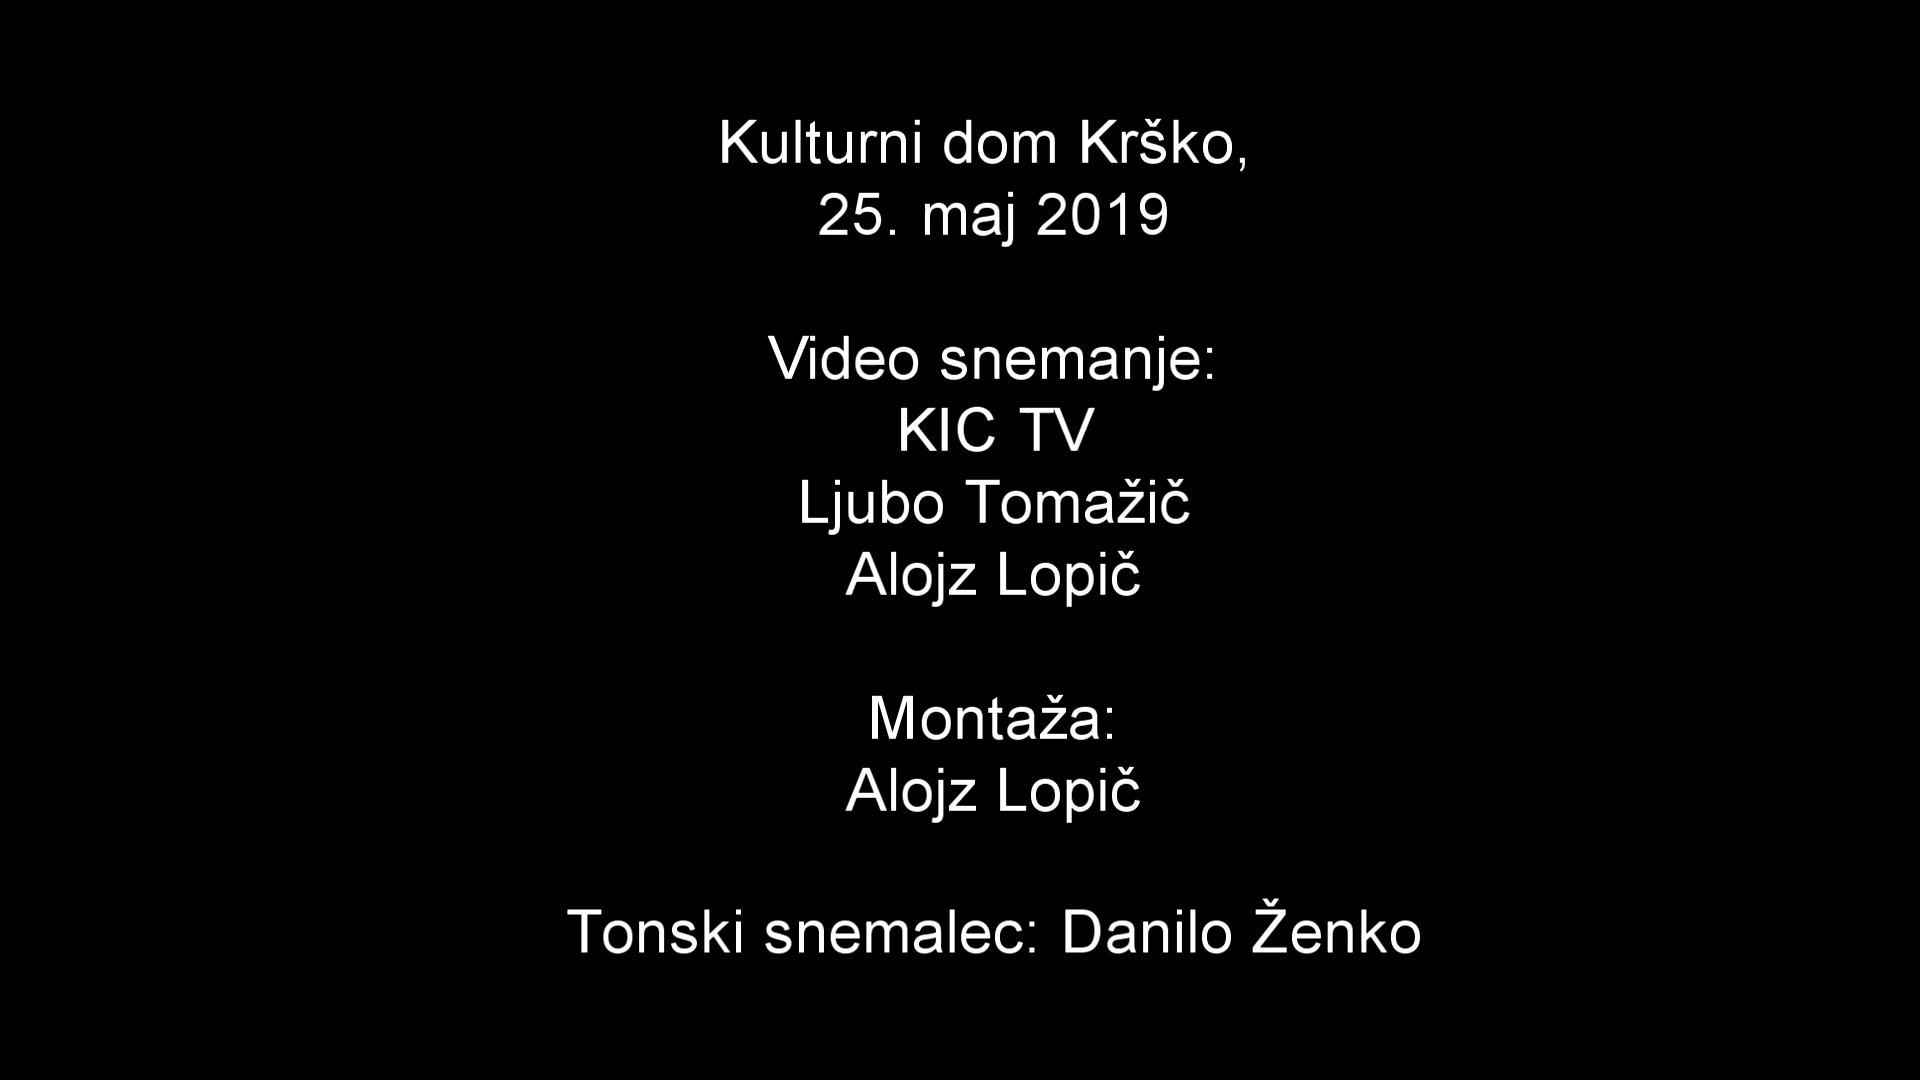 Kulturni dom Krško,
25. maj 2019
Video snemanje:
KIC TV
Ljubo Tomažič
Alojz Lopič
Montaža:
Alojz Lopič
Tonski snemalec: Danilo Ženko